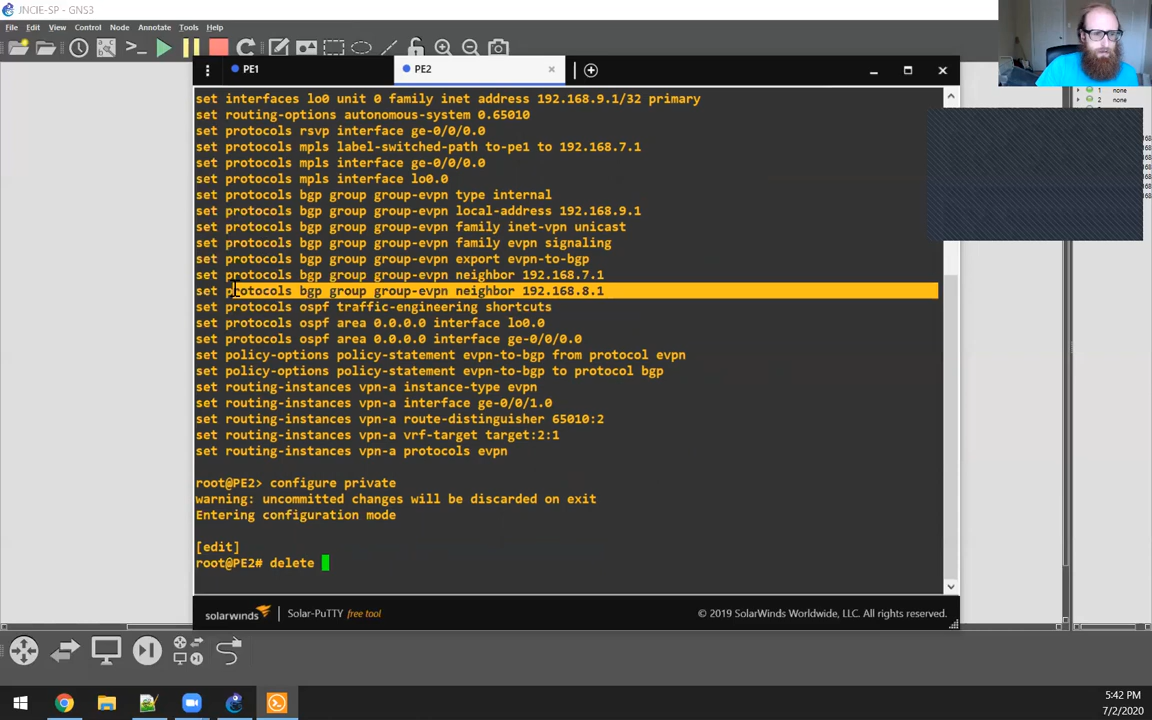 JNCIE-SP - GNS3
File Edit View Control Node Annotate Tools Help
PE1
PE2
set interfaces lo0 unit 0 family inet address 192.168.9.1/32 primary
set routing-options autonomous-system 0.65010
set protocols rsvp interface ge-0/0/0.0
set protocols mpls label-switched-path to-pe1 to 192.168.7.1
set protocols mpls interface ge-0/0/0.0
set protocols mpls interface lo0.0
set protocols bgp group group-evpn type internal
set protocols bgp group group-evpn local-address 192.168.9.1
set protocols bgp group group-evpn family inet-vpn unicast
set protocols bgp group group-evpn family evpn signaling
set protocols bgp group group-evpn export evpn-to-bgp
set protocols bgp group group-evpn neighbor 192.168.7.1
set protocols bgp group group-evpn neighbor 192.168.8.1
set protocols ospf traffic-engineering shortcuts
set protocols ospf area 0.0.0.0 interface lo0.0
set protocols ospf area 0.0.0.0 interface ge-0/0/0.0
set policy-options policy-statement evpn-to-bgp from protocol evpn
set policy-options policy-statement evpn-to-bgp to protocol bgp
set routing-instances vpn-a instance-type evpn
set routing-instances vpn-a interface ge-0/0/1.0
set routing-instances vpn-a route-distinguisher 65010:2
set routing-instances vpn-a vrf-target target:2:1
set routing-instances vpn-a protocols evpn
root@PE2> configure private
warning: uncommitted changes will be discarded on exit
Entering configuration mode
[edit]
root@PE2# delete
solarwinds Solar-PuTTY free tool © 2019 SolarWinds Worldwide, LLC. All rights reserved.
1 none
2 none
5:42 PM
7/2/2020